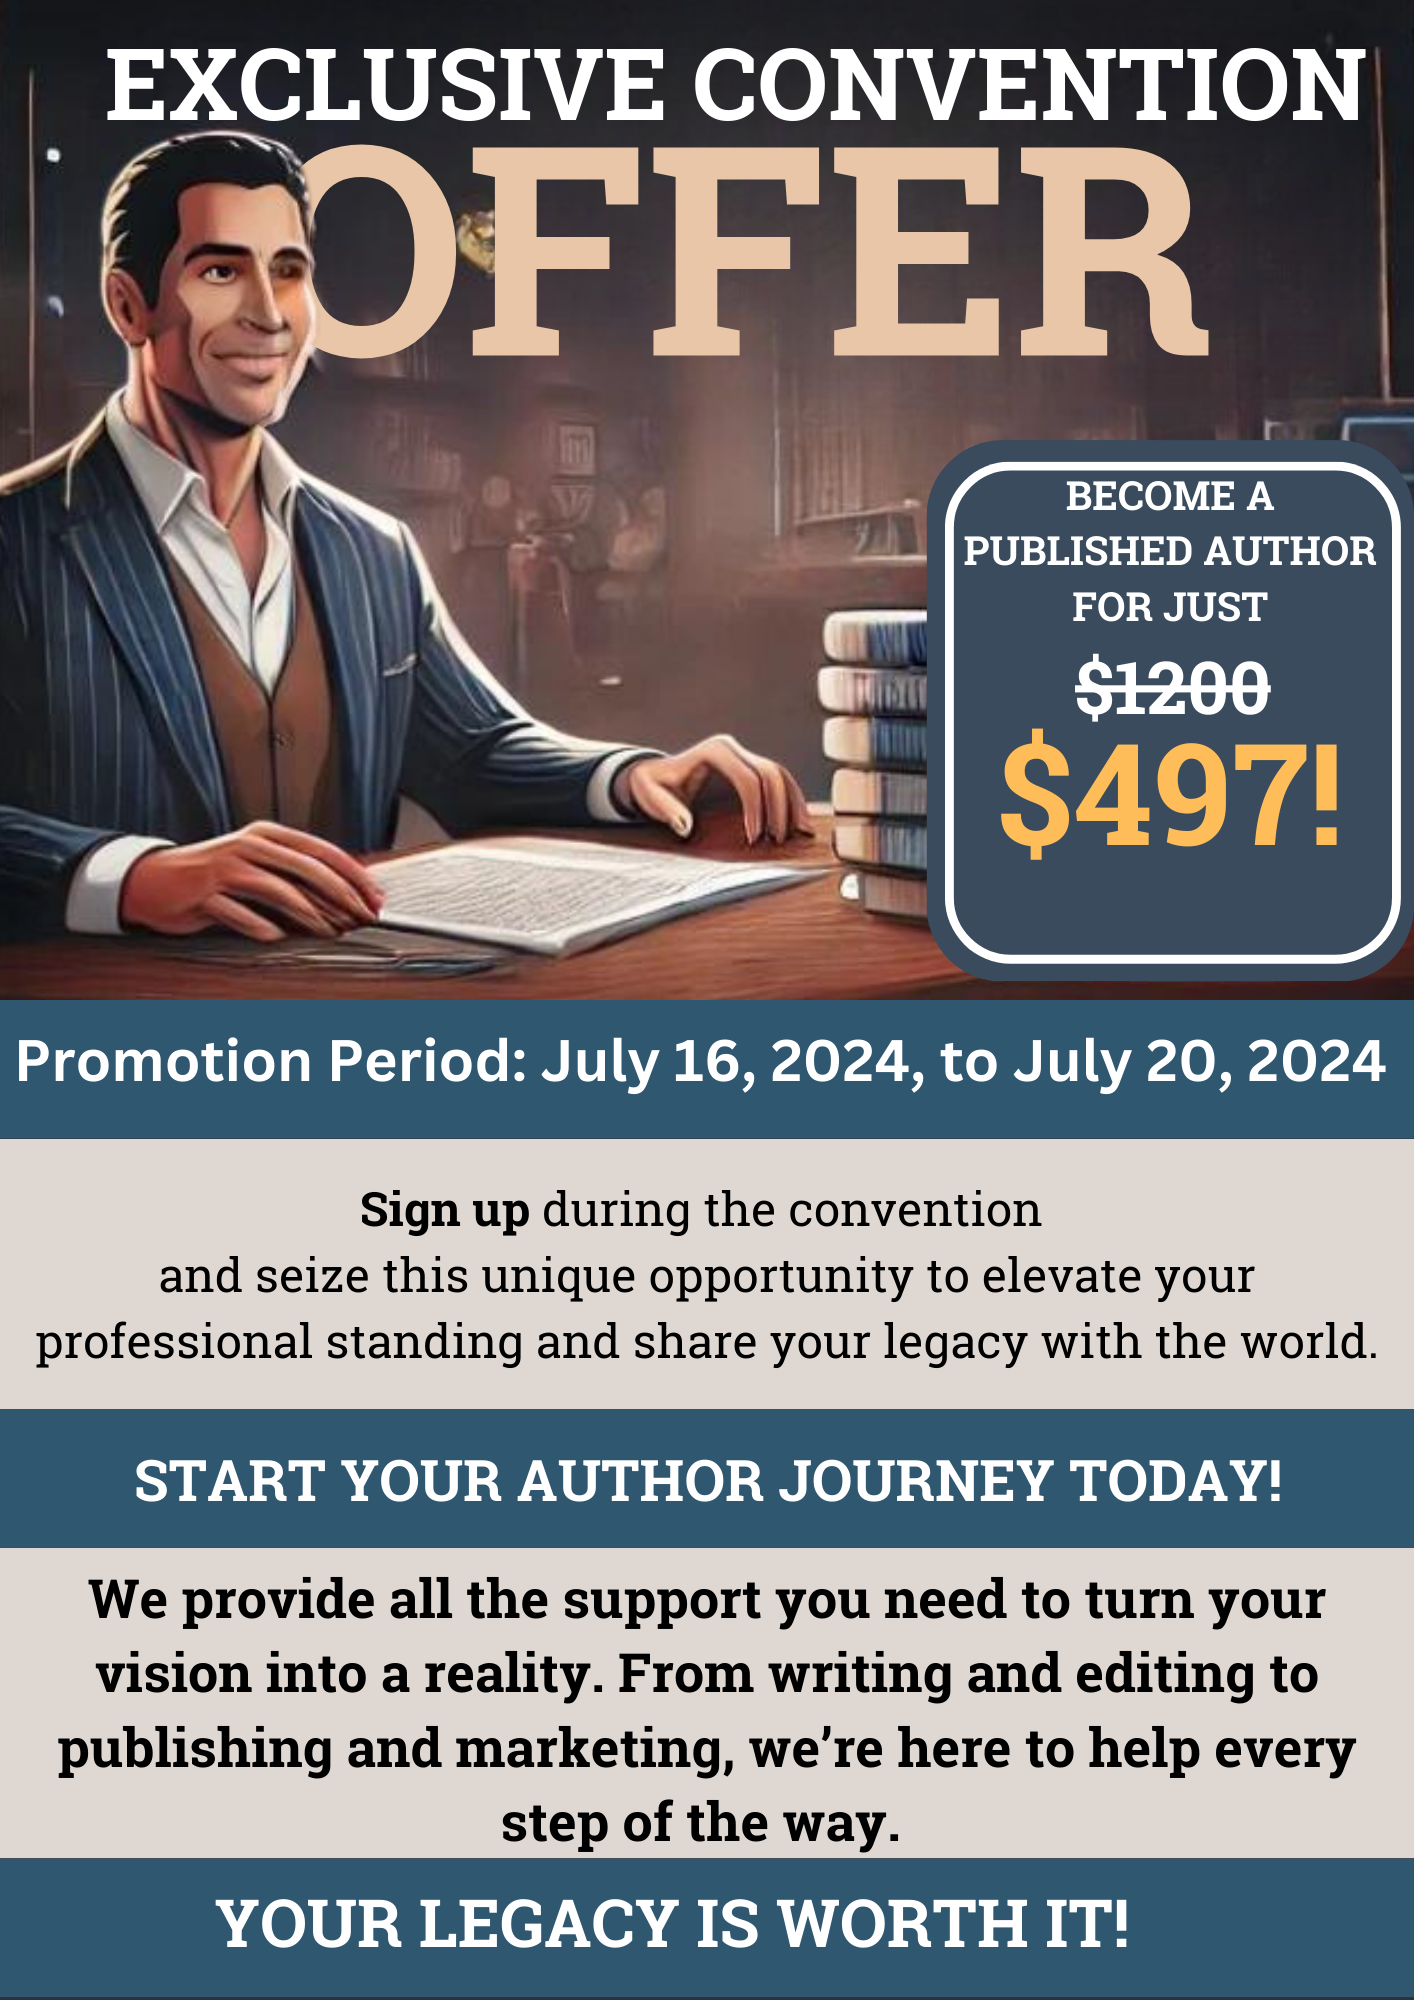 EXCLUSIVE CONVENTION
OFFER
BECOME A
PUBLISHED AUTHOR
FOR JUST
$1200
$497!
Promotion Period: July 16, 2024, to July 20, 2024
Sign up during the convention
and seize this unique opportunity to elevate your
professional standing and share your legacy with the world.
START YOUR AUTHOR JOURNEY TODAY!
We provide all the support you need to turn your
vision into a reality. From writing and editing to
publishing and marketing, we’re here to help every
step of the way.
YOUR LEGACY IS WORTH IT!